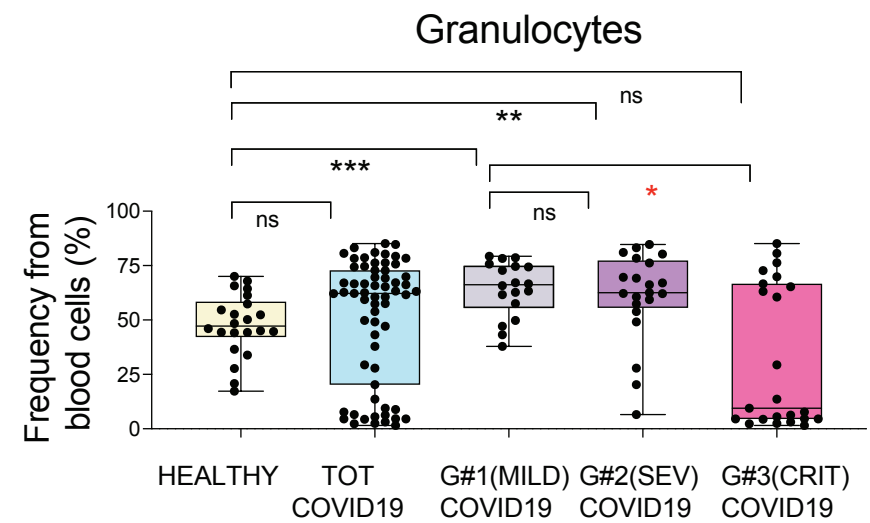 Granulocytes
ns
**
***
*
ns
ns
Frequency from
blood cells (%)
100
75
50
25
0
HEALTHY
TOT
COVID19
G#1(MILD)
COVID19
G#2(SEV)
COVID19
G#3(CRIT)
COVID19